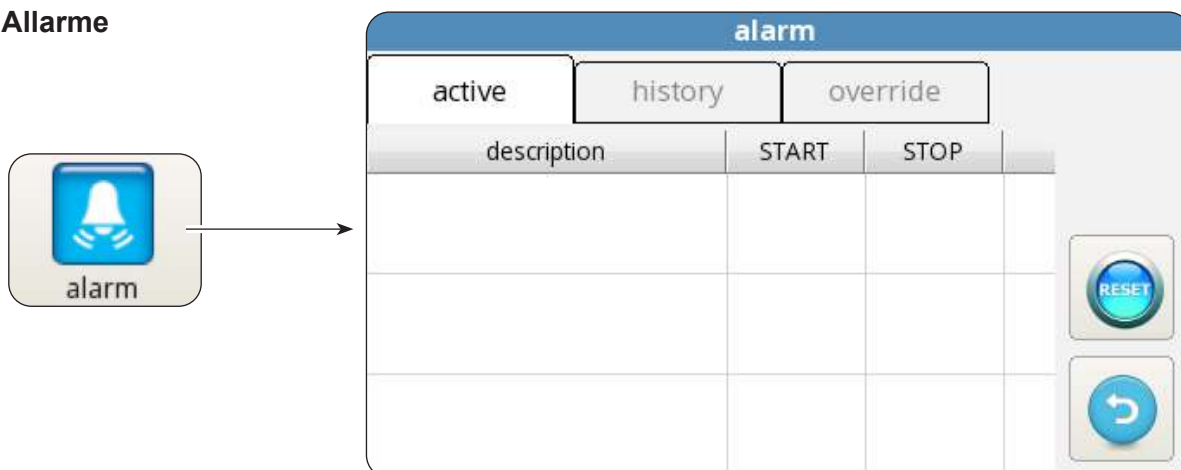 Allarme
alarm
alarm
active history override
description START STOP
RESET